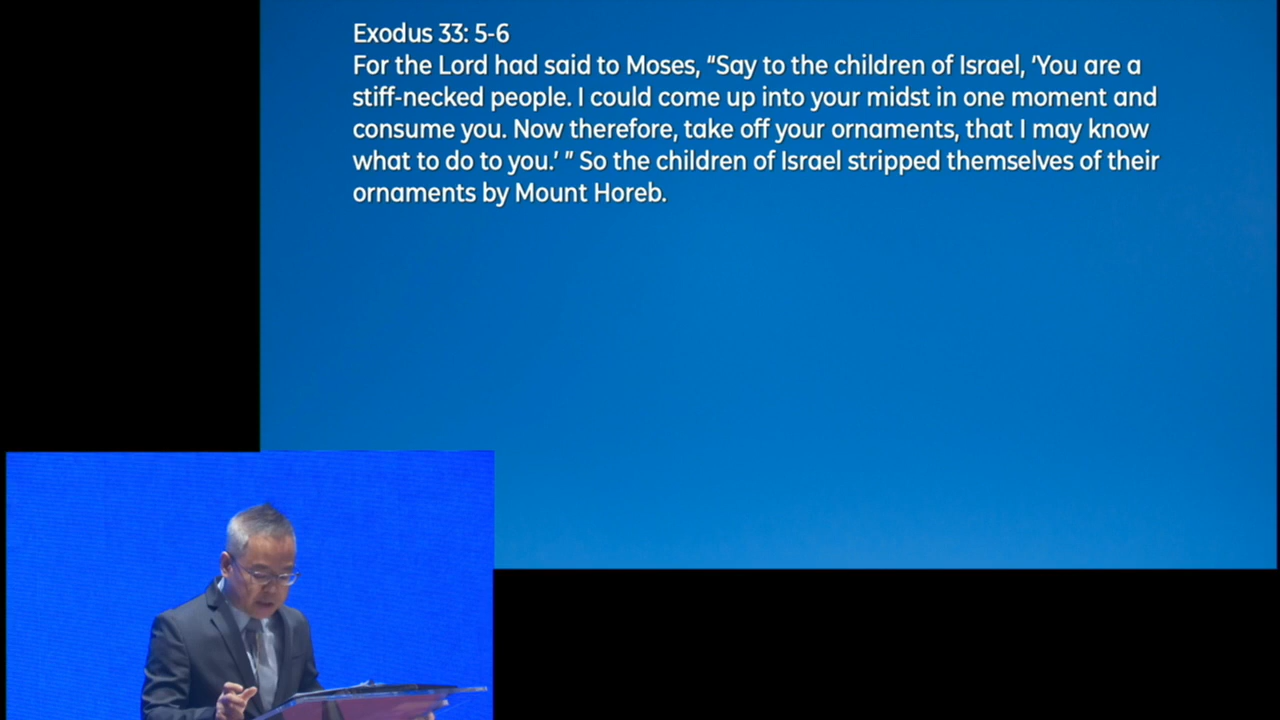 Exodus 33: 5-6
For the Lord had said to Moses, “Say to the children of Israel, ‘You are a
stiff-necked people. I could come up into your midst in one moment and
consume you. Now therefore, take off your ornaments, that I may know
what to do to you.’ ” So the children of Israel stripped themselves of their
ornaments by Mount Horeb.